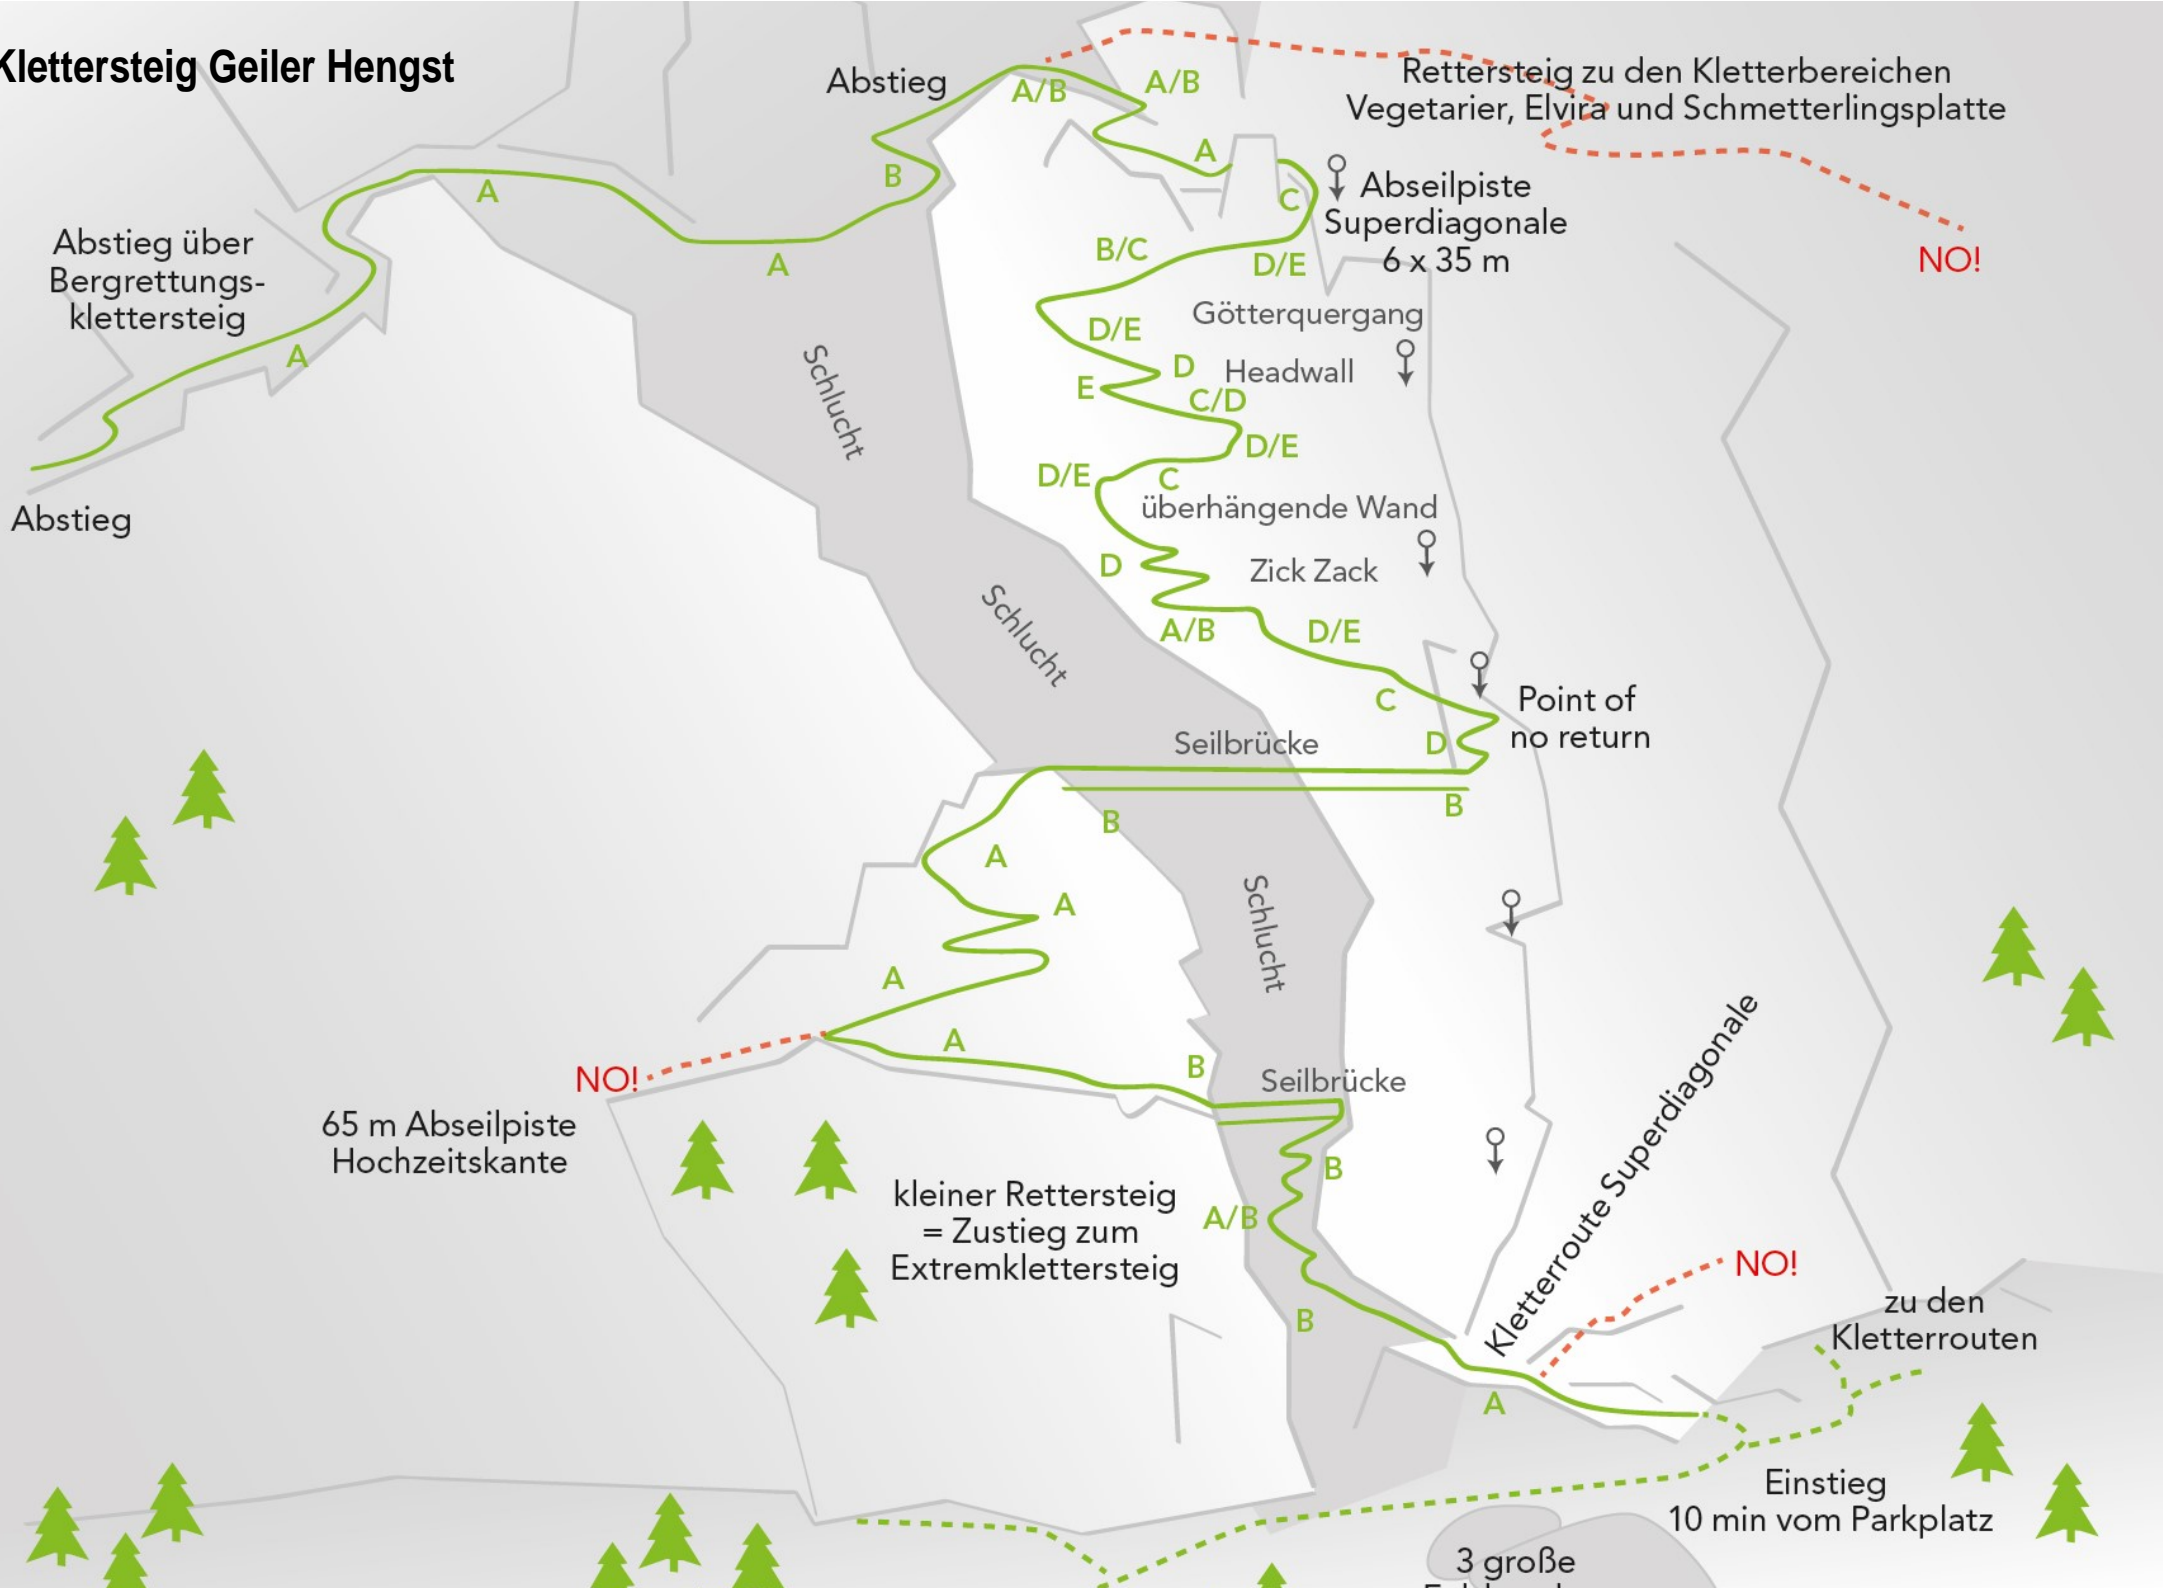 Klettersteig Geiler Hengst
Abstieg
A/B
A/B
Rettersteig zu den Kletterbereichen
Vegetarier, Elvira und Schmetterlingsplatte
A
B
A
C
Abseilpiste
Superdiagonale
6 x 35 m
NO!
Abstieg über
Bergrettungs-
klettersteig
A
A
B/C
D/E
Götterquergang
D/E
D
Headwall
E
C/D
Schlucht
D/E
D/E
C
überhängende Wand
Abstieg
D
Zick Zack
A/B
D/E
Schlucht
C
Point of
no return
Seilbrücke
D
B
B
A
A
Schlucht
A
A
B
Seilbrücke
NO!
65 m Abseilpiste
Hochzeitskante
kleiner Rettersteig
= Zustieg zum
Extremklettersteig
B
A/B
B
Kletterroute Superdiagonale
NO!
zu den
Kletterrouten
A
Einstieg
10 min vom Parkplatz
3 große